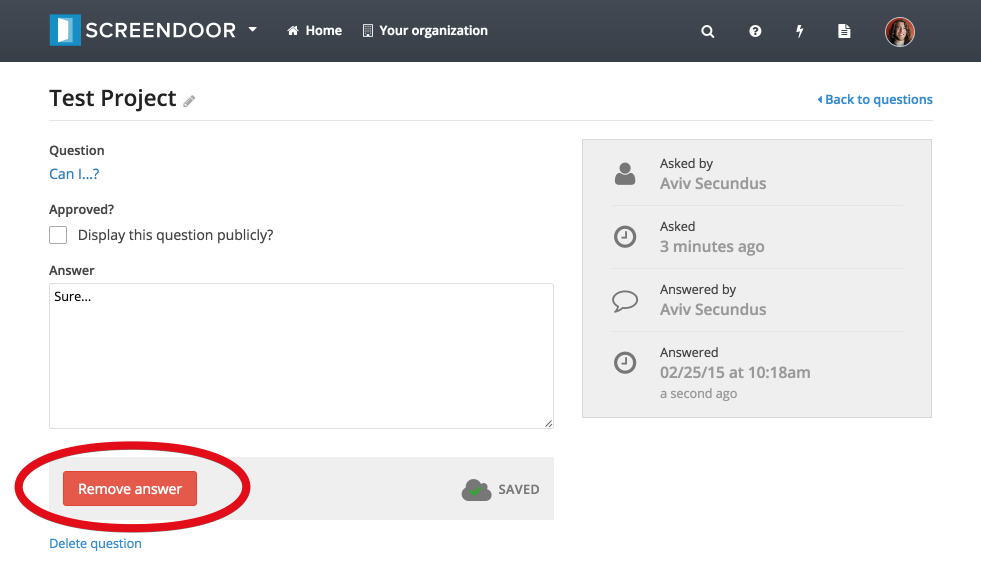 SCREENDOOR
Home
Your organization
Test Project
Back to questions
Question
Can I...?
Approved?
Display this question publicly?
Answer
Sure...
Remove answer
SAVED
Delete question
Asked by
Aviv Secundus
Asked
3 minutes ago
Answered by
Aviv Secundus
Answered
02/25/15 at 10:18am
a second ago